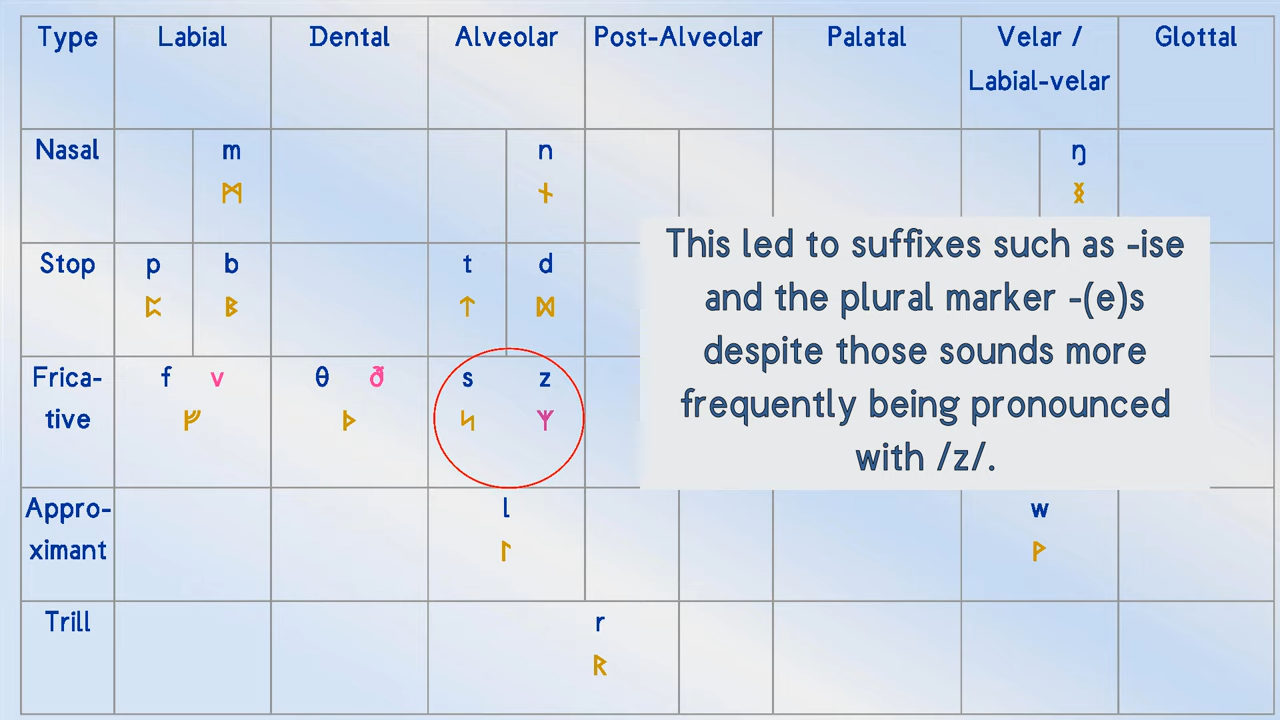 Type Labial Dental Alveolar Post-Alveolar Palatal Velar / Glottal
Labial-velar
Nasal m n ŋ
ᛗ ᚾ ᛝ
This led to suffixes such as -ise
Stop p b t d
and the plural marker -(e)s
ᛈ ᛒ ᛏ ᛞ
despite those sounds more
Frica- f v θ ð s z
frequently being pronounced
tive ᚠ ᚦ ᛋ ᛉ
with /z/.
Appro- l w
ximant ᛚ ᚹ
Trill r
ᚱ